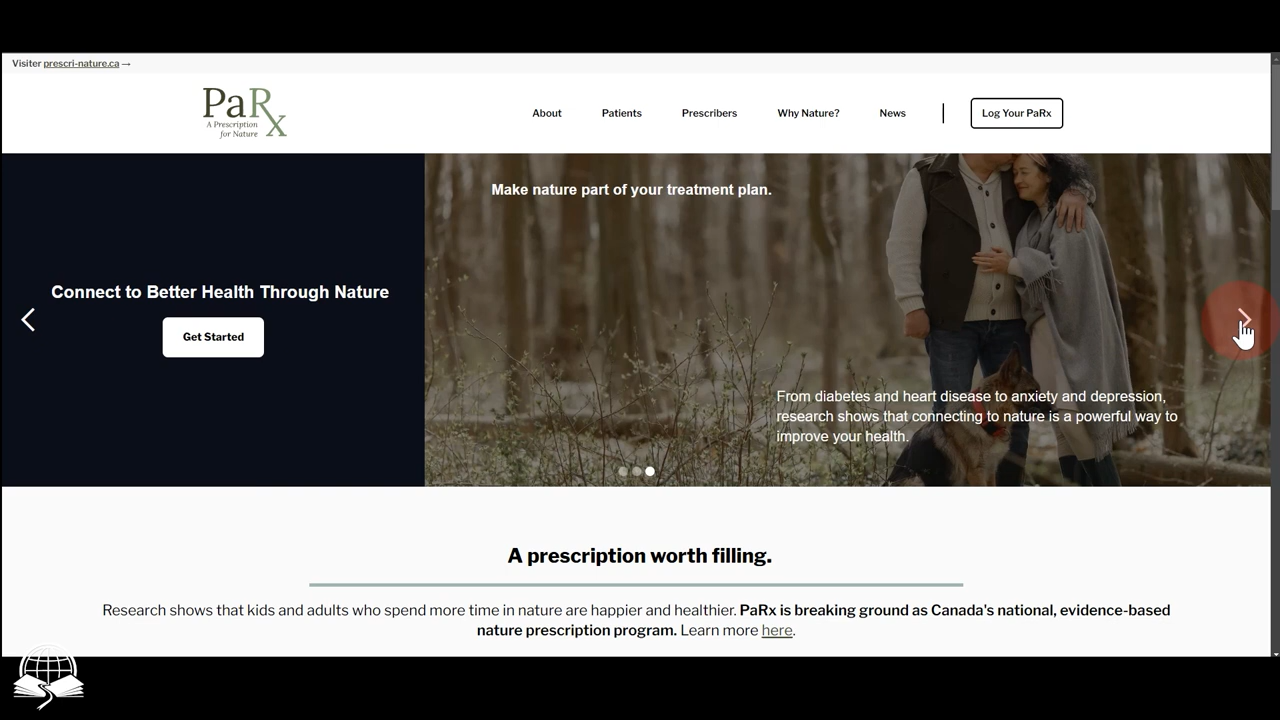 Visiter prescri-nature.ca →
PaRx
A Prescription
for Nature
About
Patients
Prescribers
Why Nature?
News
Log Your PaRx
Make nature part of your treatment plan.
Connect to Better Health Through Nature
Get Started
From diabetes and heart disease to anxiety and depression,
research shows that connecting to nature is a powerful way to
improve your health.
A prescription worth filling.
Research shows that kids and adults who spend more time in nature are happier and healthier. PaRx is breaking ground as Canada's national, evidence-based
nature prescription program. Learn more here.